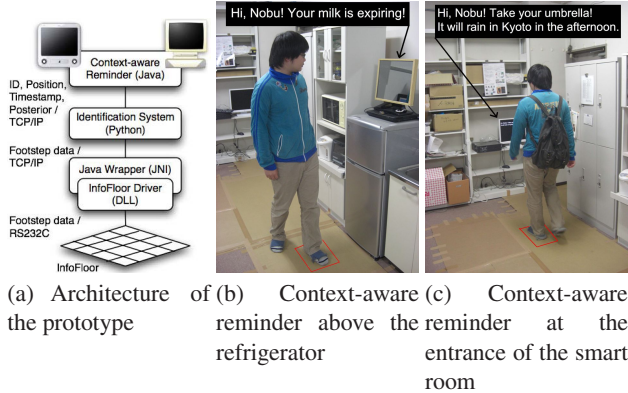 Context-aware
Reminder (Java)
ID, Position,
Timestamp,
Posterior /
TCP/IP
Identification System
(Python)
Footstep data /
TCP/IP
Java Wrapper (JNI)
InfoFloor Driver
(DLL)
Footstep data /
RS232C
InfoFloor
(a) Architecture of
the prototype
Hi, Nobu! Your milk is expiring!
(b) Context-aware
reminder above the
refrigerator
Hi, Nobu! Take your umbrella!
It will rain in Kyoto in the afternoon.
(c) Context-aware
reminder at the
entrance of the smart
room